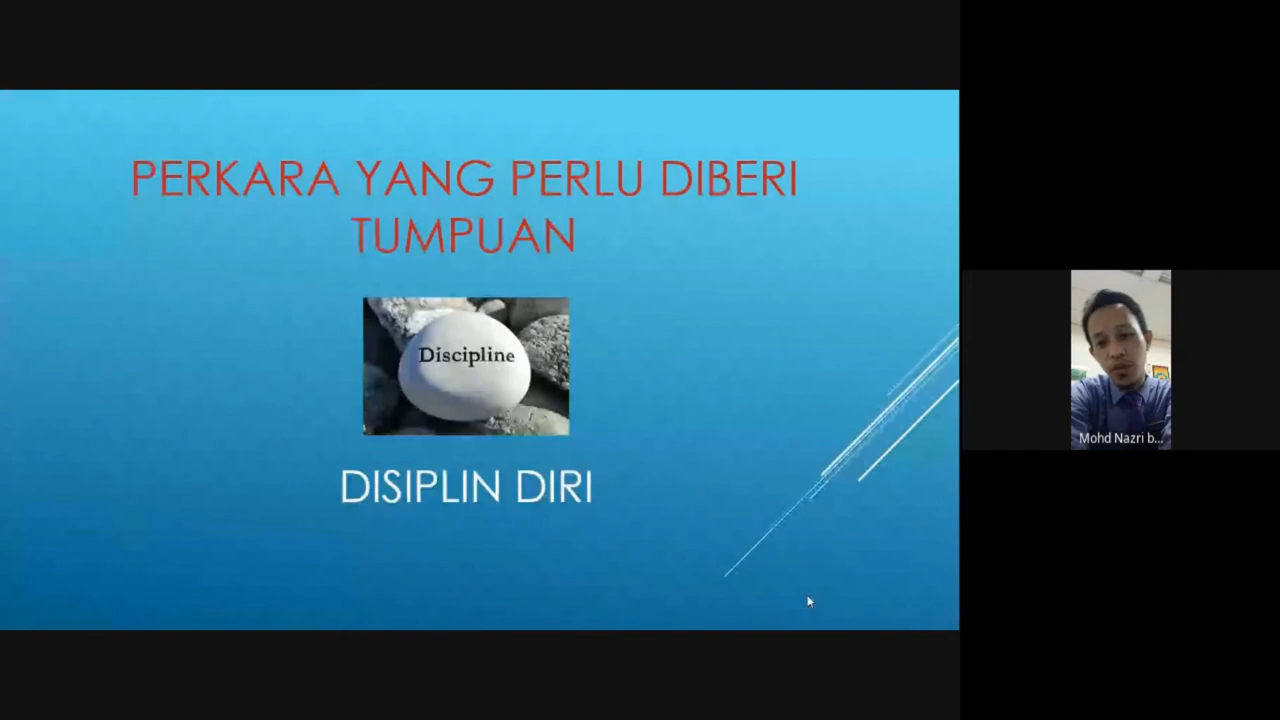 PERKARA YANG PERLU DIBERI
TUMPUAN
Discipline
DISIPLIN DIRI
Mohd Nazri b...